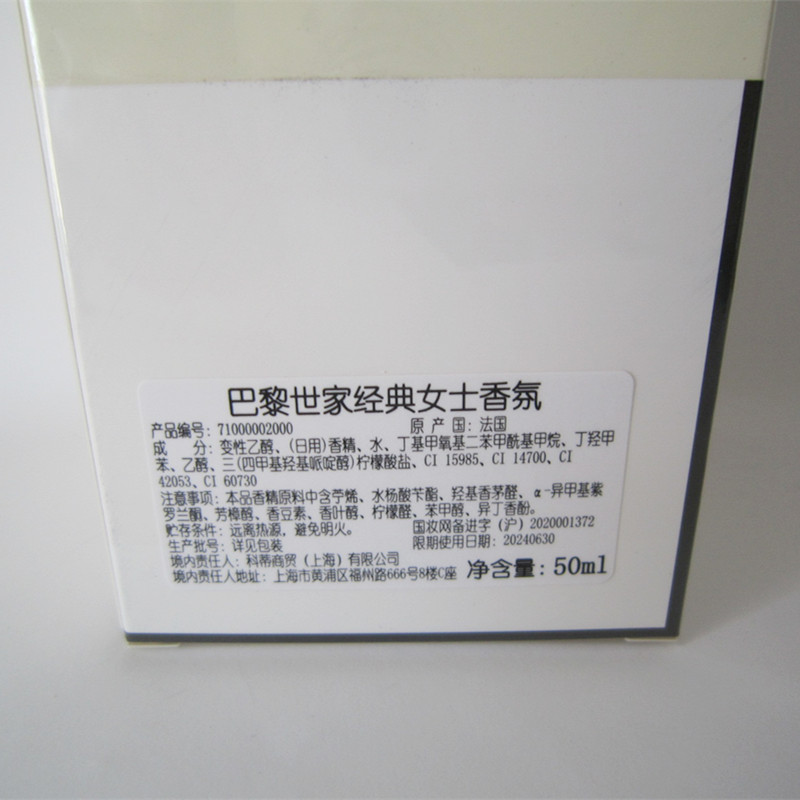 巴黎世家经典女士香氛
产品编号: 71000002000 原 产 国: 法国
成 分: 变性乙醇、(日用)香精、水、丁基甲氧基二苯甲酰基甲烷、丁羟甲
苯、乙醇、三(四甲基羟基哌啶醇)柠檬酸盐、CI 15985、CI 14700、CI
42053、CI 60730
注意事项: 本品香精原料中含苧烯、水杨酸苄酯、羟基香茅醛、α-异甲基紫
罗兰酮、芳樟醇、香豆素、香叶醇、柠檬醛、苯甲醇、异丁香酚。
贮存条件: 远离热源,避免明火。 国妆网备进字(沪)2020001372
生产批号: 详见包装 限期使用日期: 20240630
境内责任人: 科蒂商贸(上海)有限公司
境内责任人地址: 上海市黄浦区福州路666号8楼C座 净含量: 50ml